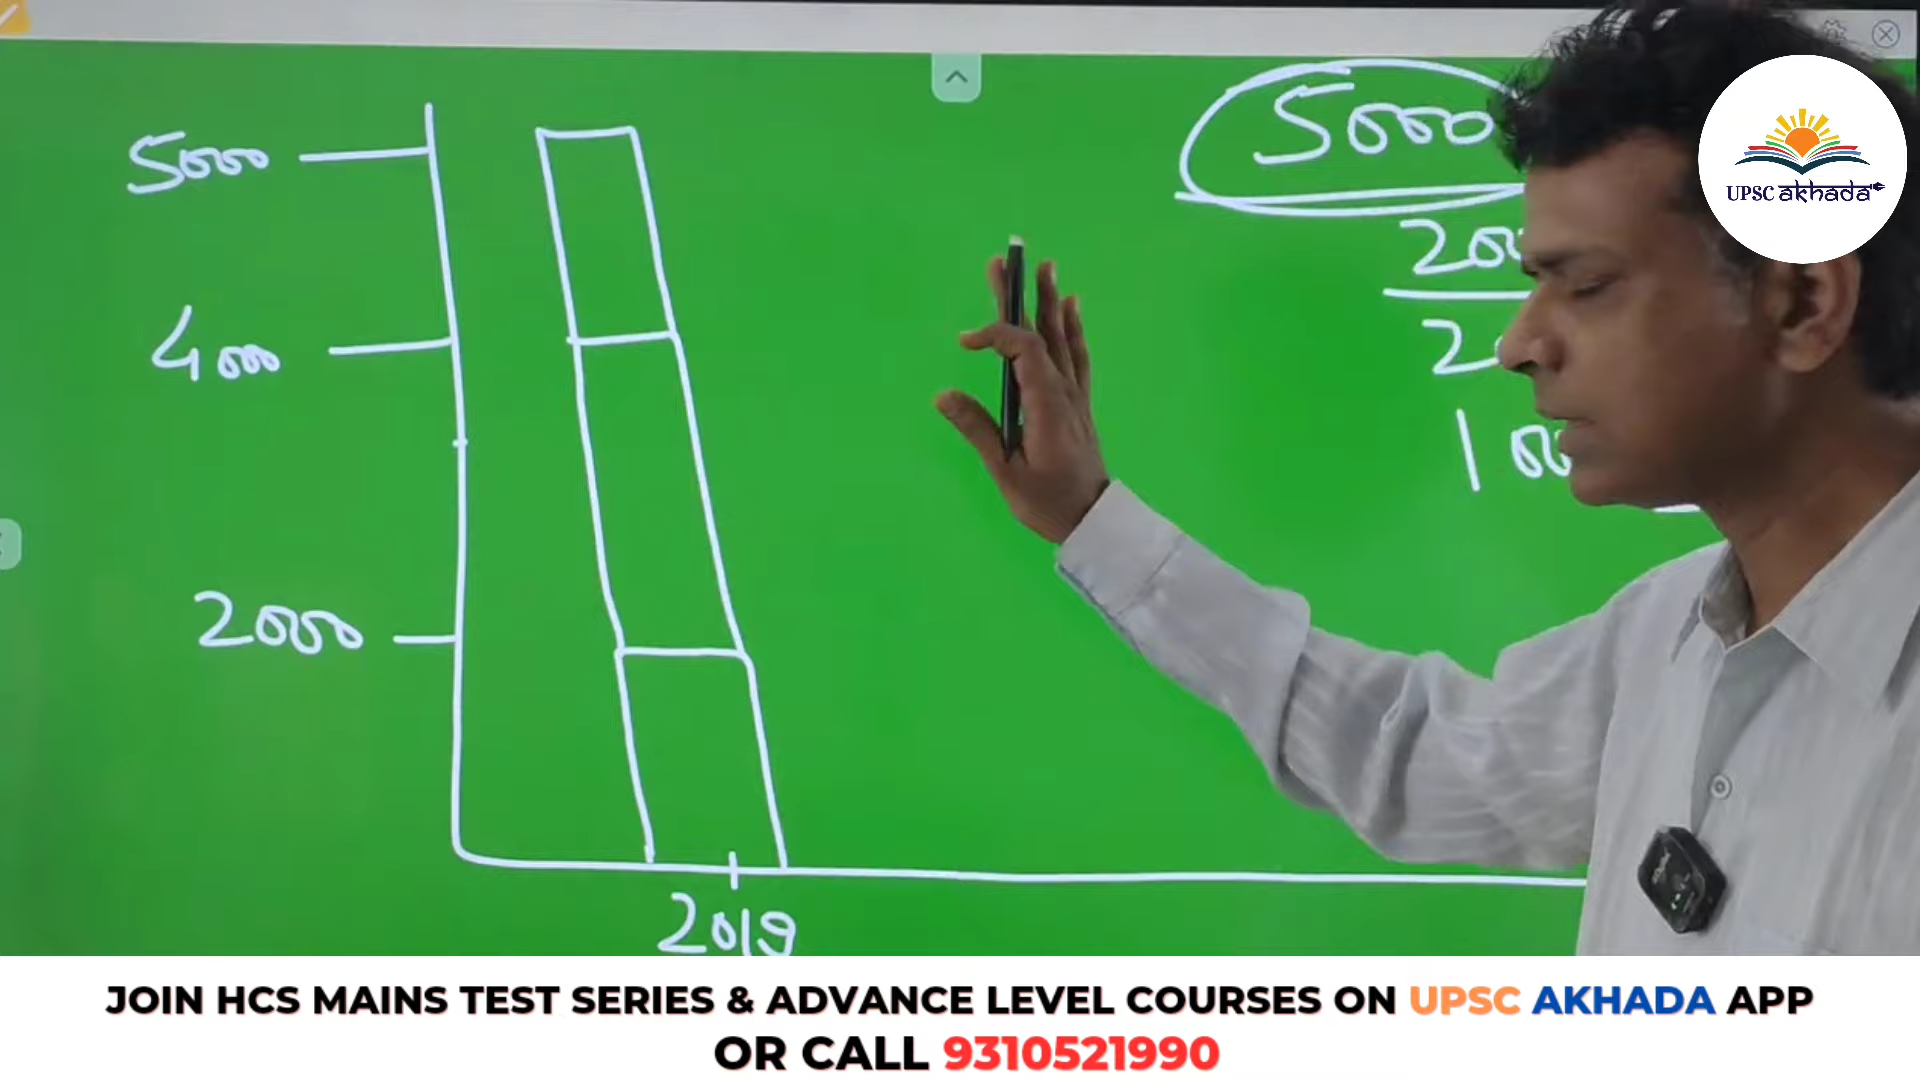 5000
5000
UPSC akhada
4000
2000
2019
JOIN HCS MAINS TEST SERIES & ADVANCE LEVEL COURSES ON UPSC AKHADA APP
OR CALL 9310521990